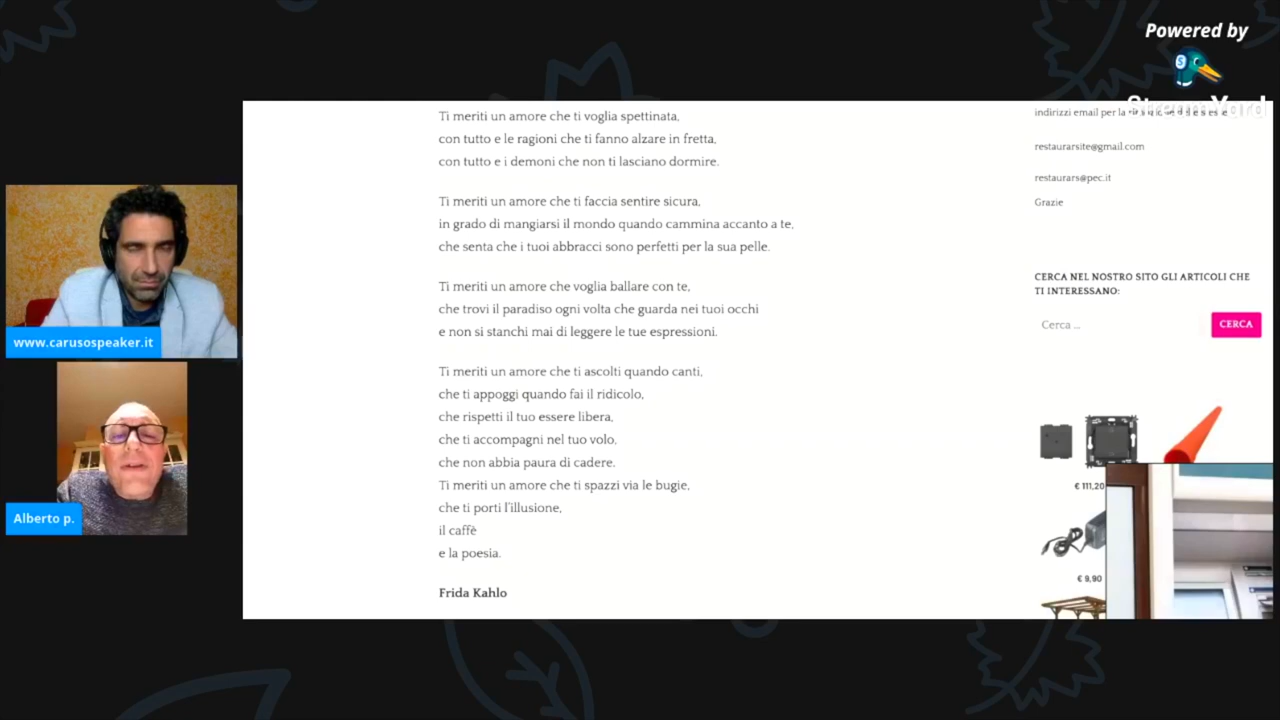 Powered by
StreamYard
Ti meriti un amore che ti voglia spettinata,
con tutto e le ragioni che ti fanno alzare in fretta,
con tutto e i demoni che non ti lasciano dormire.
Ti meriti un amore che ti faccia sentire sicura,
in grado di mangiarsi il mondo quando cammina accanto a te,
che senta che i tuoi abbracci sono perfetti per la sua pelle.
Ti meriti un amore che voglia ballare con te,
che trovi il paradiso ogni volta che guarda nei tuoi occhi
e non si stanchi mai di leggere le tue espressioni.
Ti meriti un amore che ti ascolti quando canti,
che ti appoggi quando fai il ridicolo,
che rispetti il tuo essere libera,
che ti accompagni nel tuo volo,
che non abbia paura di cadere.
Ti meriti un amore che ti spazzi via le bugie,
che ti porti l'illusione,
il caffè
e la poesia.
Frida Kahlo
indirizzi email per la
restaurarsite@gmail.com
restaurars@pec.it
Grazie
CERCA NEL NOSTRO SITO GLI ARTICOLI CHE
TI INTERESSANO:
Cerca ...
CERCA
€ 111,20
€ 9,90
www.carusospeaker.it
Alberto p.